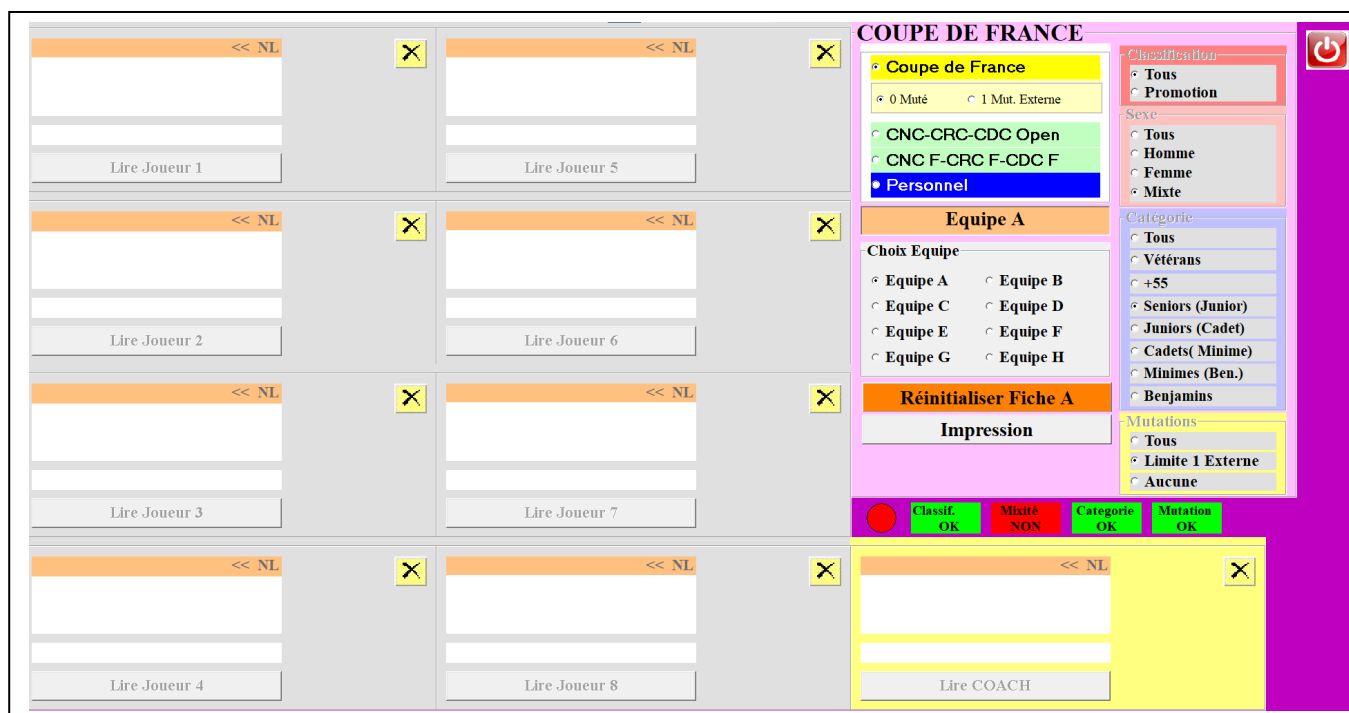 << NL
Lire Joueur 1
<< NL
Lire Joueur 5
<< NL
Lire Joueur 2
<< NL
Lire Joueur 6
<< NL
Lire Joueur 3
<< NL
Lire Joueur 7
<< NL
Lire Joueur 4
<< NL
Lire Joueur 8
COUPE DE FRANCE
Coupe de France
0 Muté 1 Mut. Externe
CNC-CRC-CDC Open
CNC F-CRC F-CDC F
Personnel
Equipe A
Choix Equipe
Equipe A Equipe B
Equipe C Equipe D
Equipe E Equipe F
Equipe G Equipe H
Réinitialiser Fiche A
Impression
Classification
Tous
Promotion
Sexe
Tous
Homme
Femme
Mixte
Catégorie
Tous
Vétérans
+55
Seniors (Junior)
Juniors (Cadet)
Cadets( Minime)
Minimes (Ben.)
Benjamins
Mutations
Tous
Limite 1 Externe
Aucune
Classif.
OK
Mixité
NON
Categorie
OK
Mutation
OK
<< NL
Lire COACH